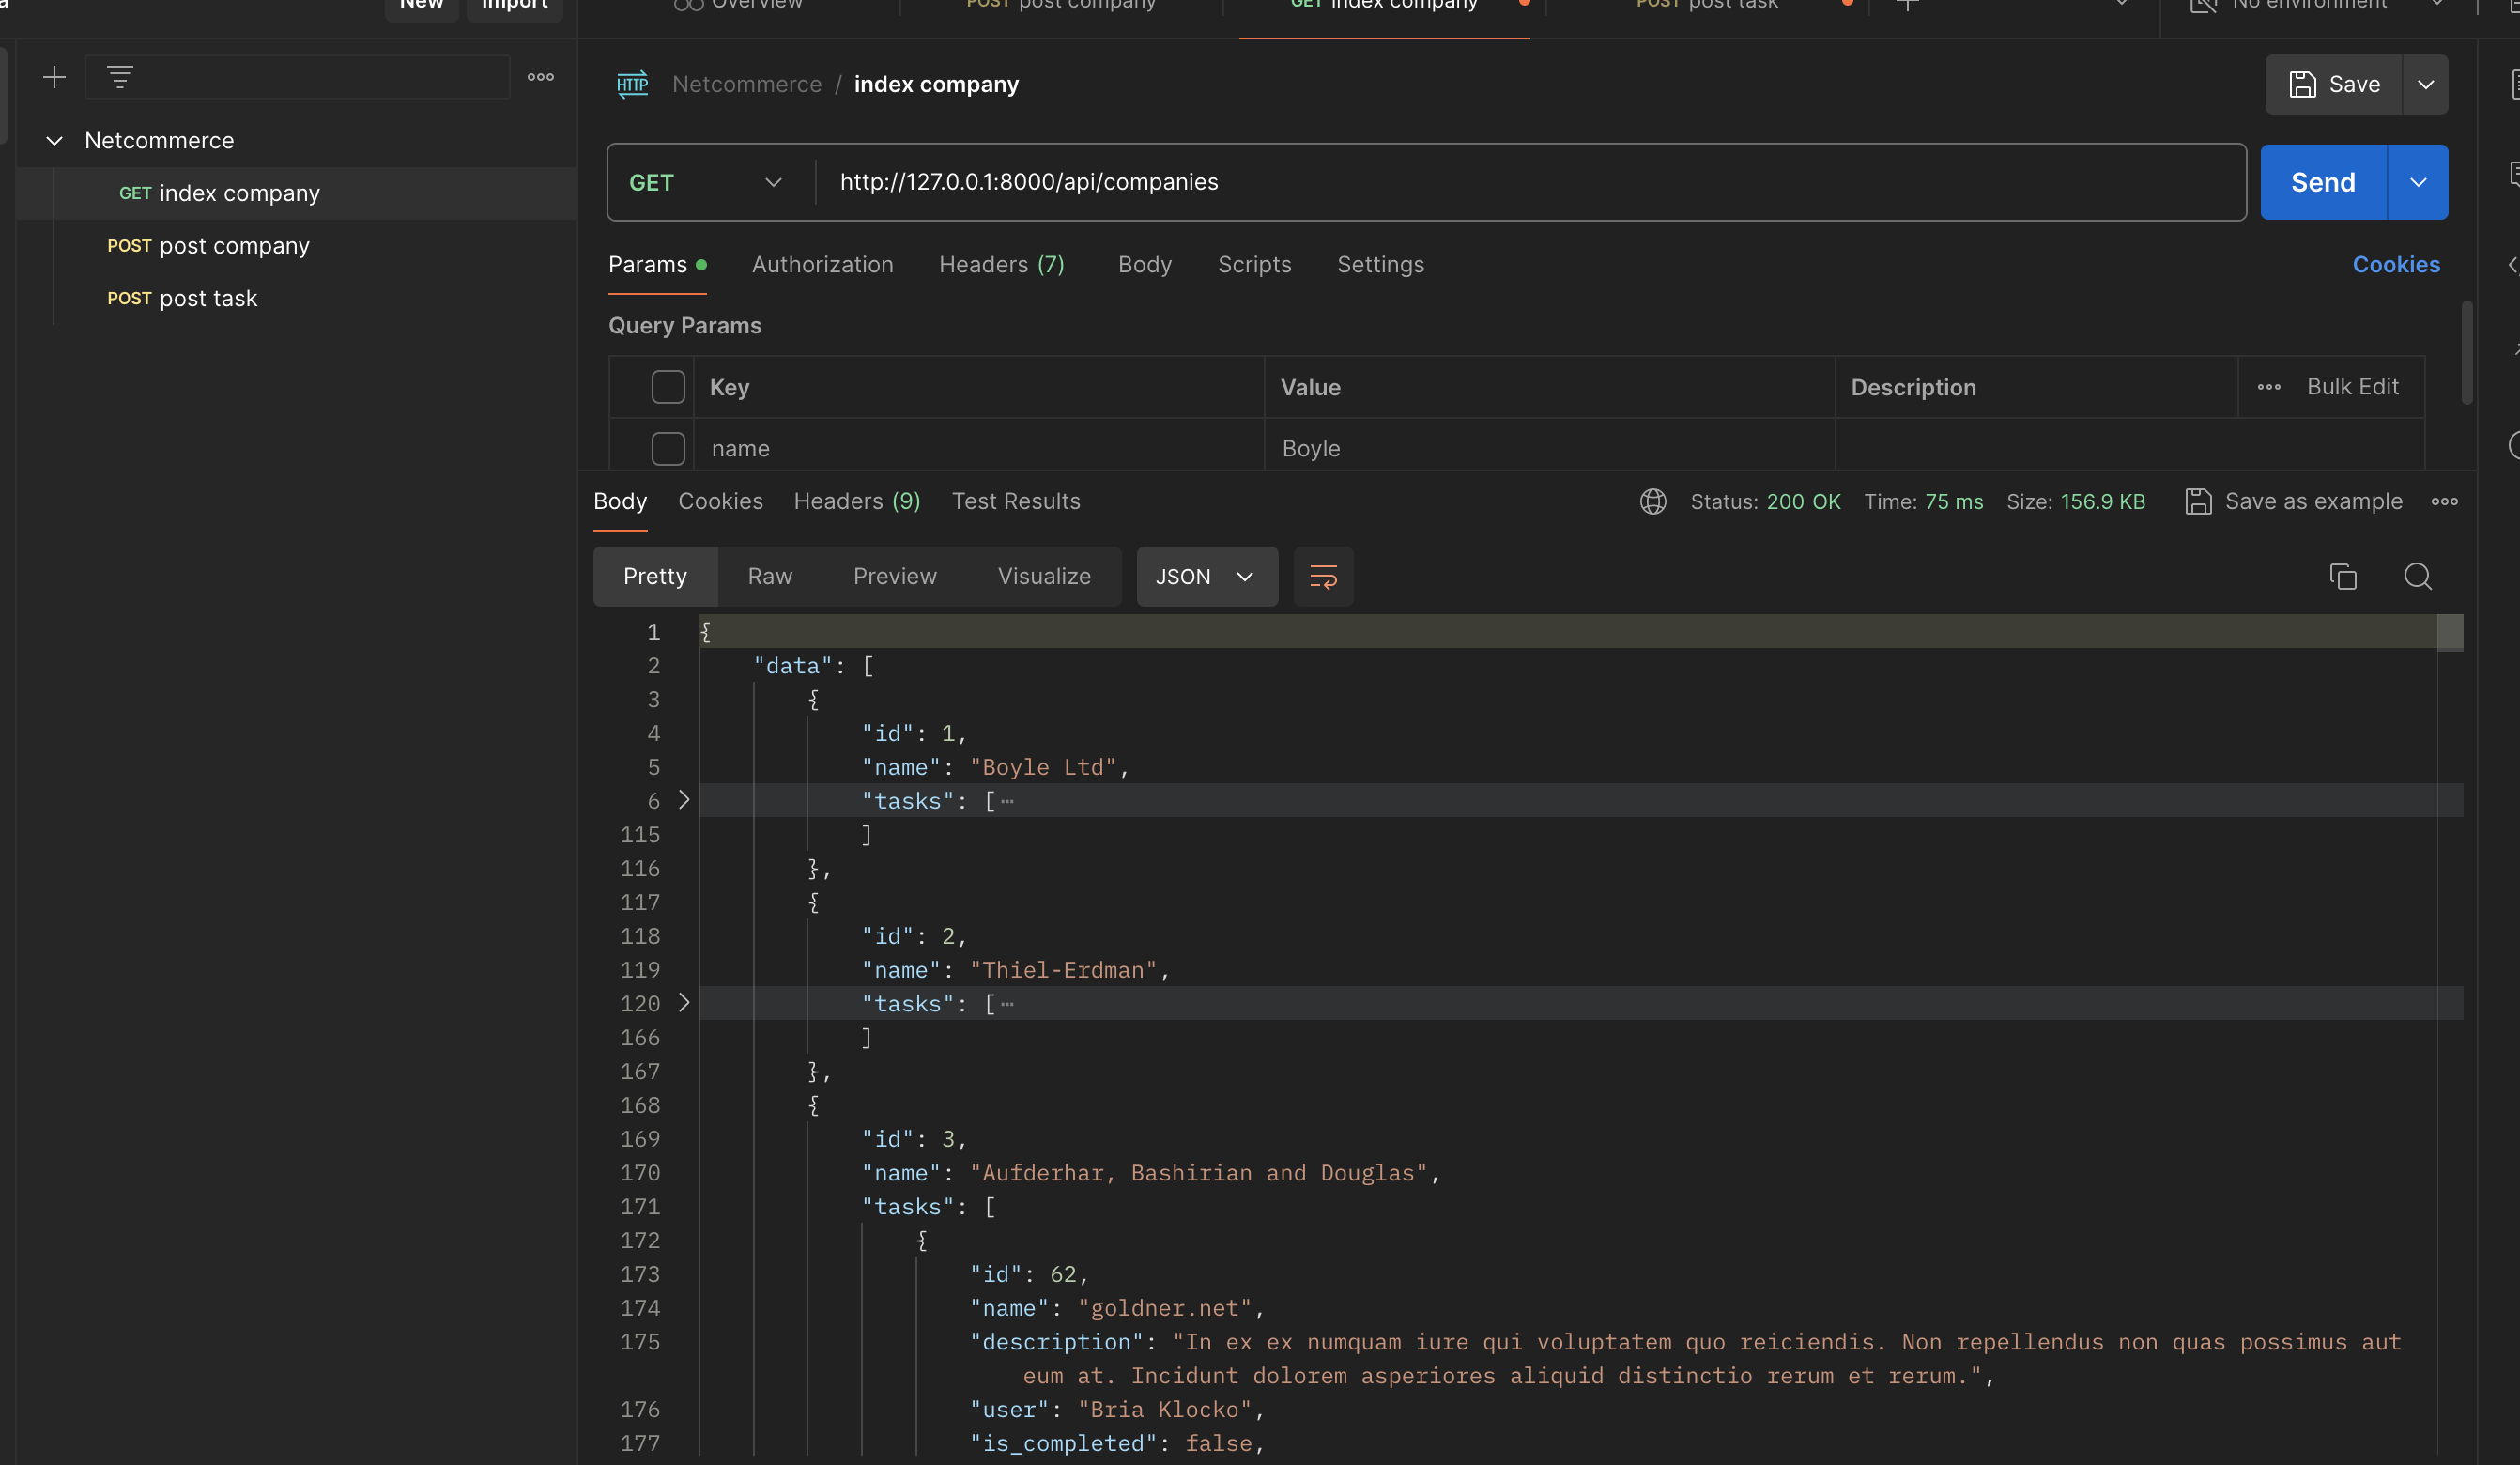 New Import
Overview POST post company GET index company POST post task No environment
Netcommerce / index company Save
Netcommerce
GET index company
POST post company
POST post task
GET http://127.0.0.1:8000/api/companies Send
Params Authorization Headers (7) Body Scripts Settings Cookies
Query Params
Key Value Description Bulk Edit
name Boyle
Body Cookies Headers (9) Test Results Status: 200 OK Time: 75 ms Size: 156.9 KB Save as example
Pretty Raw Preview Visualize JSON
1 {
2 "data": [
3 {
4 "id": 1,
5 "name": "Boyle Ltd",
6 "tasks": [⋯
115 ]
116 },
117 {
118 "id": 2,
119 "name": "Thiel-Erdman",
120 "tasks": [⋯
166 ]
167 },
168 {
169 "id": 3,
170 "name": "Aufderhar, Bashirian and Douglas",
171 "tasks": [
172 {
173 "id": 62,
174 "name": "goldner.net",
175 "description": "In ex ex numquam iure qui voluptatem quo reiciendis. Non repellendus non quas possimus aut
eum at. Incidunt dolorem asperiores aliquid distinctio rerum et rerum.",
176 "user": "Bria Klocko",
177 "is_completed": false,